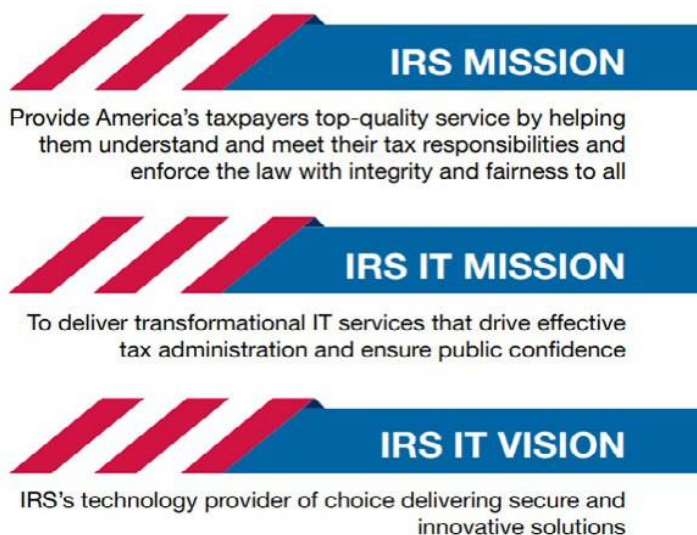 IRS MISSION
Provide America's taxpayers top-quality service by helping
them understand and meet their tax responsibilities and
enforce the law with integrity and fairness to all
IRS IT MISSION
To deliver transformational IT services that drive effective
tax administration and ensure public confidence
IRS IT VISION
IRS's technology provider of choice delivering secure and
innovative solutions